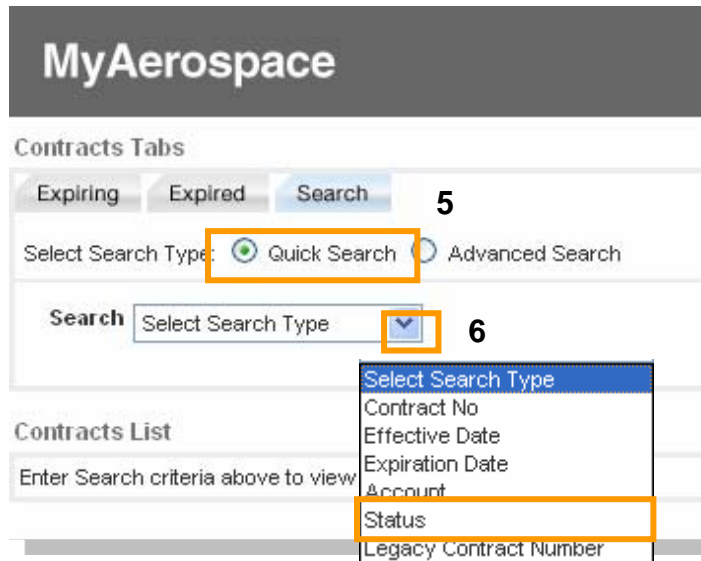 MyAerospace
Contracts Tabs
Expiring Expired Search 5
Select Search Type: Quick Search Advanced Search
Search Select Search Type 6
Select Search Type
Contract No
Effective Date
Expiration Date
Account
Status
Legacy Contract Number
Contracts List
Enter Search criteria above to view